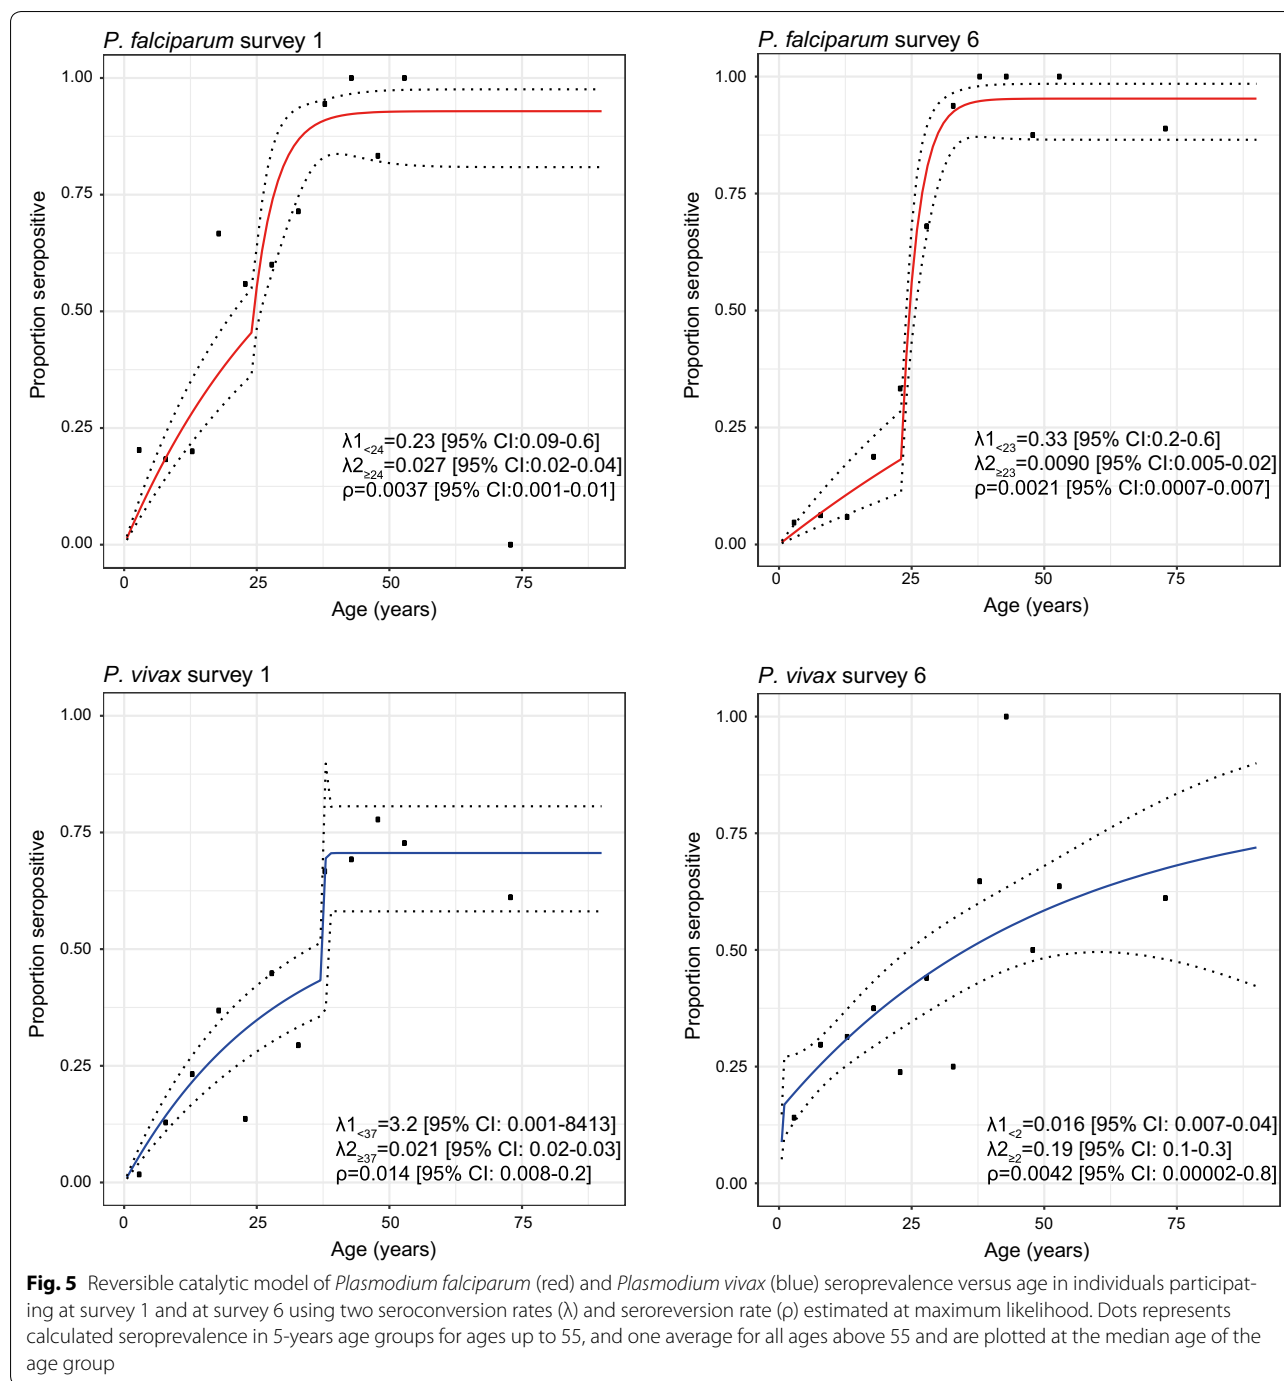 P. falciparum survey 1
1.00
0.75
0.50
0.25
0.00
Proportion seropositive
λ1<24=0.23 [95% CI:0.09-0.6]
λ2≥24=0.027 [95% CI:0.02-0.04]
ρ=0.0037 [95% CI:0.001-0.01]
0 25 50 75
Age (years)
P. falciparum survey 6
1.00
0.75
0.50
0.25
0.00
Proportion seropositive
λ1<23=0.33 [95% CI:0.2-0.6]
λ2≥23=0.0090 [95% CI:0.005-0.02]
ρ=0.0021 [95% CI:0.0007-0.007]
0 25 50 75
Age (years)
P. vivax survey 1
1.00
0.75
0.50
0.25
0.00
Proportion seropositive
λ1<37=3.2 [95% CI: 0.001-8413]
λ2≥37=0.021 [95% CI: 0.02-0.03]
ρ=0.014 [95% CI: 0.008-0.2]
0 25 50 75
Age (years)
P. vivax survey 6
1.00
0.75
0.50
0.25
0.00
Proportion seropositive
λ1<2=0.016 [95% CI: 0.007-0.04]
λ2≥2=0.19 [95% CI: 0.1-0.3]
ρ=0.0042 [95% CI: 0.00002-0.8]
0 25 50 75
Age (years)
Fig. 5 Reversible catalytic model of Plasmodium falciparum (red) and Plasmodium vivax (blue) seroprevalence versus age in individuals participat-
ing at survey 1 and at survey 6 using two seroconversion rates (λ) and seroreversion rate (ρ) estimated at maximum likelihood. Dots represents
calculated seroprevalence in 5-years age groups for ages up to 55, and one average for all ages above 55 and are plotted at the median age of the
age group